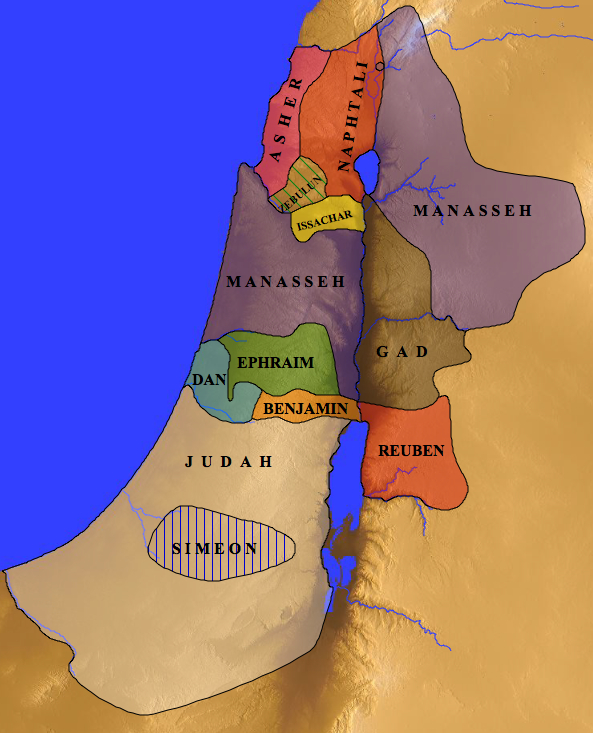 ASHER
NAPHTALI
ZEBULUN
ISSACHAR
MANASSEH
MANASSEH
EPHRAIM
GAD
DAN
BENJAMIN
REUBEN
JUDAH
SIMEON